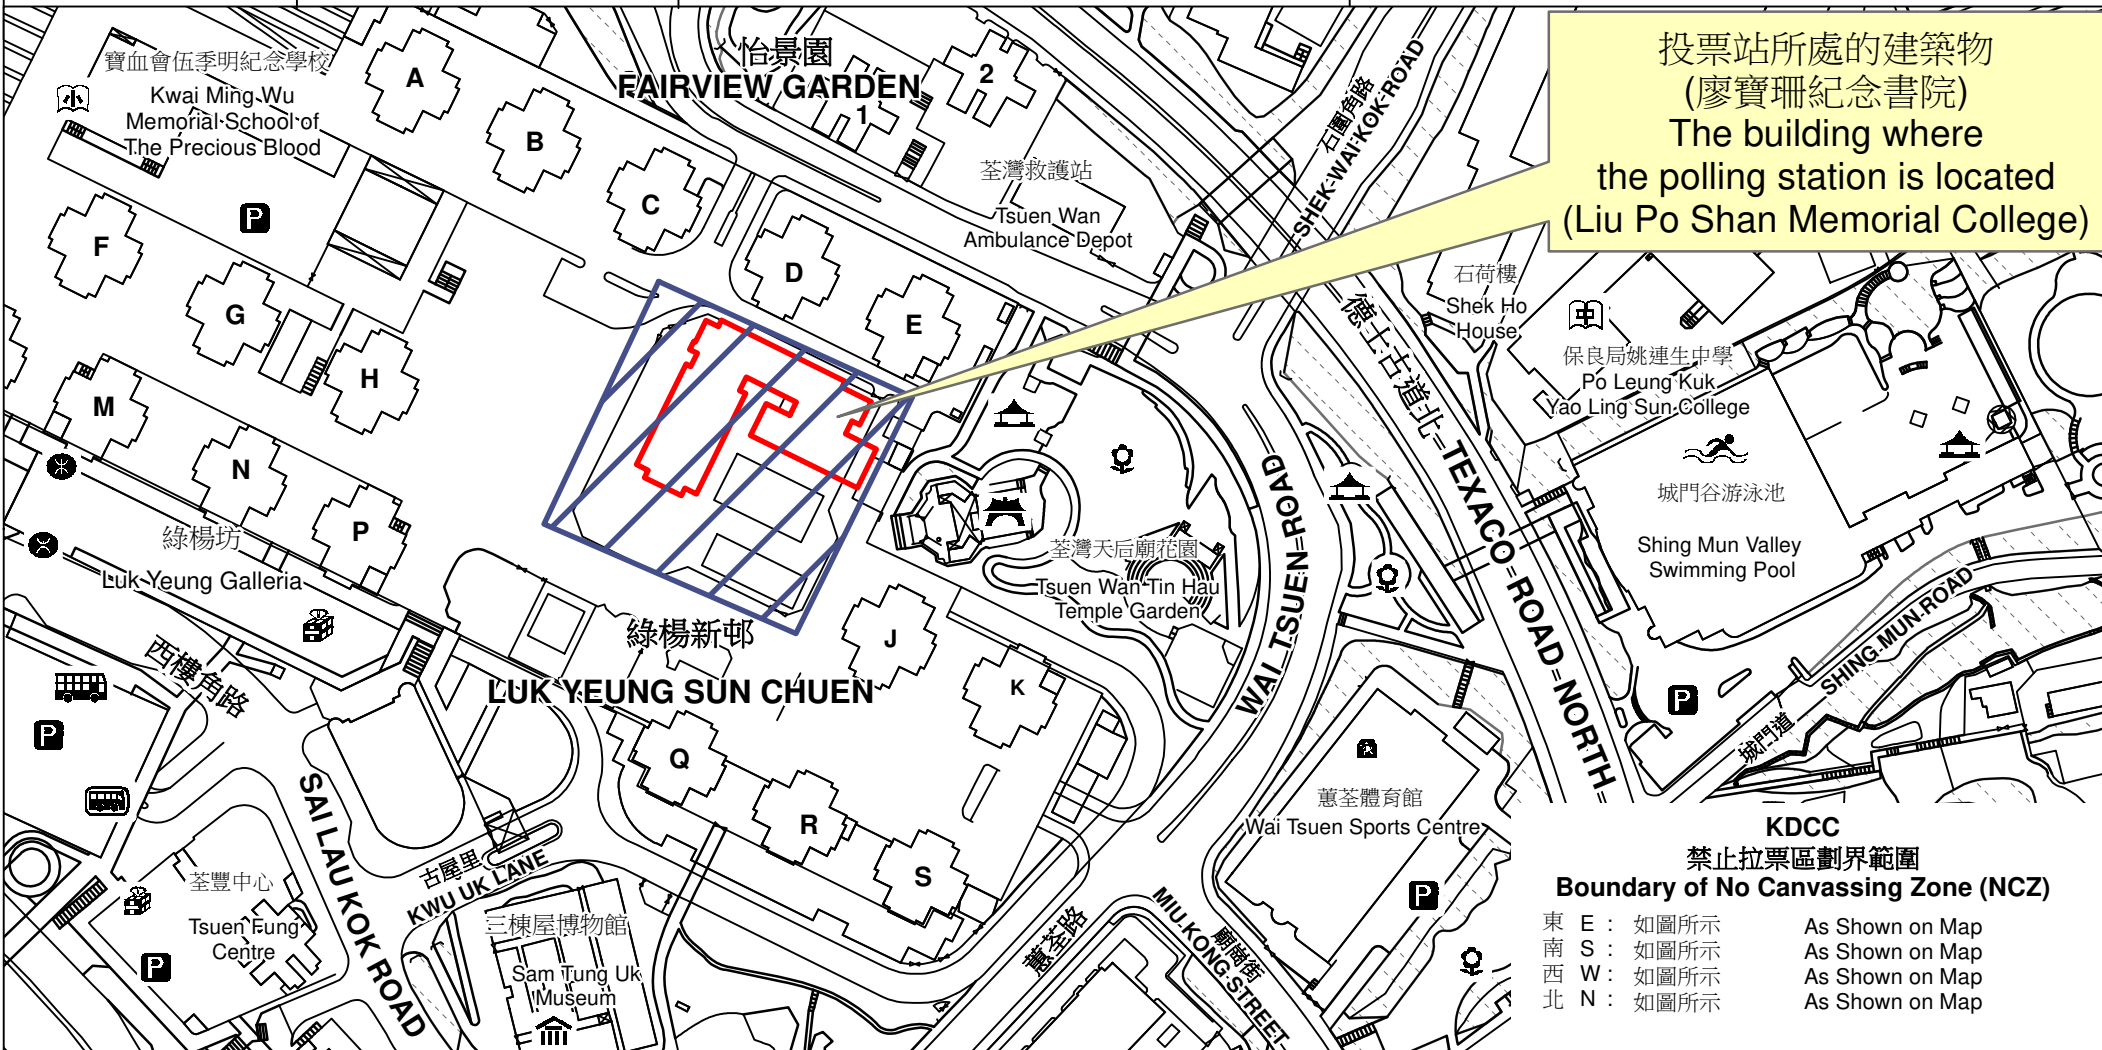 寶血會伍季明紀念學校
Kwai Ming Wu
Memorial School of
The Precious Blood
A
B
C
怡景園
FAIRVIEW GARDEN
1
2
荃灣救護站
Tsuen Wan
Ambulance Depot
石圍角路
SHEK WAI KOK ROAD
投票站所處的建築物
(廖寶珊紀念書院)
The building where
the polling station is located
(Liu Po Shan Memorial College)
P
F
G
H
D
E
石荷樓
Shek Ho
House
中
保良局姚連生中學
Po Leung Kuk
Yao Ling Sun College
德士古道北
TEXACO ROAD NORTH
M
N
P
綠楊坊
Luk Yeung Galleria
城門谷游泳池
Shing Mun Valley
Swimming Pool
荃灣天后廟花園
Tsuen Wan Tin Hau
Temple Garden
WAI TSUEN ROAD
SHING MUN ROAD
城門道
P
綠楊新邨
LUK YEUNG SUN CHUEN
J
K
Q
R
S
西樓角路
SAI LAU KOK ROAD
P
古屋里
KWU UK LANE
荃豐中心
Tsuen Fung
Centre
P
三棟屋博物館
Sam Tung Uk
Museum
蕙荃路
蕙荃體育館
Wai Tsuen Sports Centre
P
MIU KONG STREET
廟崗街
KDCC
禁止拉票區劃界範圍
Boundary of No Canvassing Zone (NCZ)
東 E : 如圖所示 As Shown on Map
南 S : 如圖所示 As Shown on Map
西 W : 如圖所示 As Shown on Map
北 N : 如圖所示 As Shown on Map